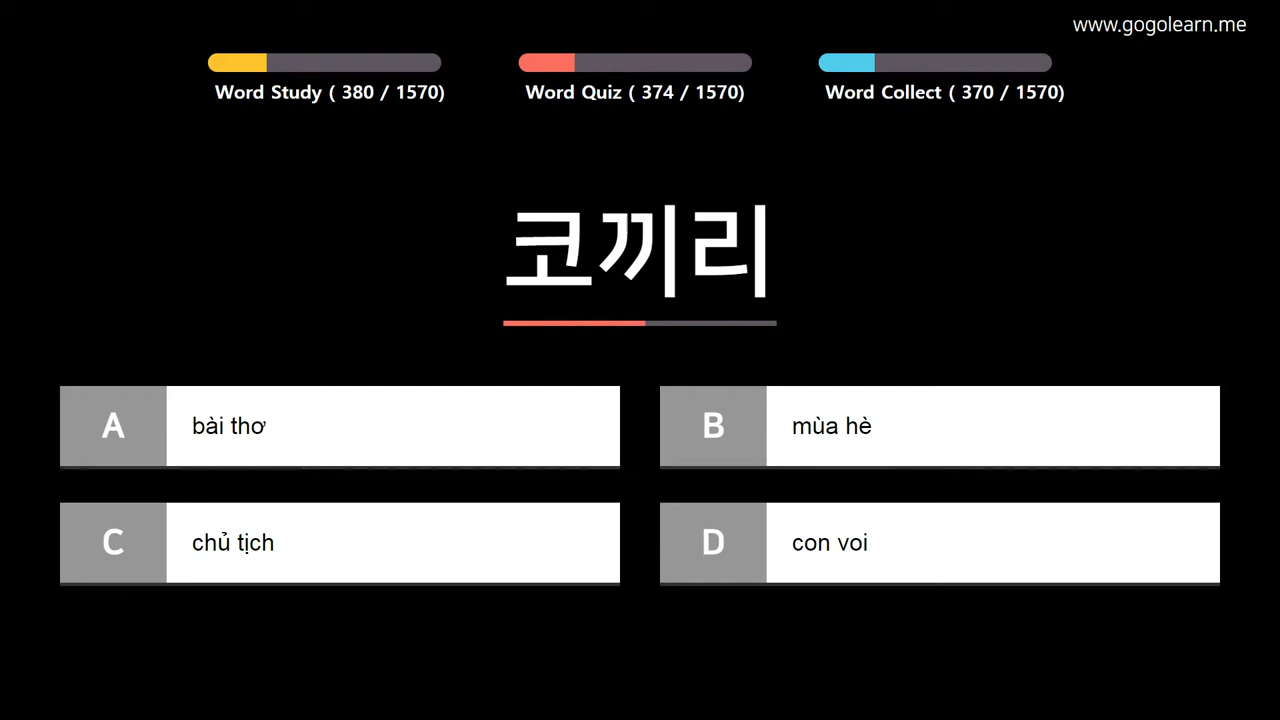 www.gogolearn.me
Word Study ( 380 / 1570)
Word Quiz ( 374 / 1570)
Word Collect ( 370 / 1570)
코끼리
A bài thơ
B mùa hè
C chủ tịch
D con voi